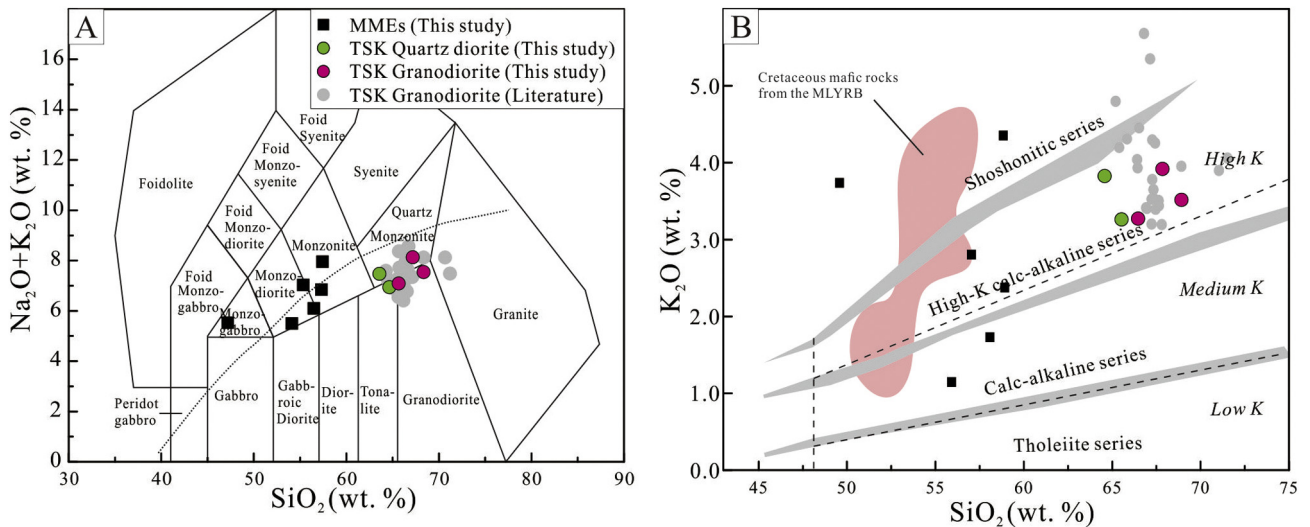 A
MMEs (This study)
TSK Quartz diorite (This study)
TSK Granodiorite (This study)
TSK Granodiorite (Literature)
Na2O+K2O (wt. %)
16
14
12
10
8
6
4
2
0
Foidolite
Foid
Syenite
Foid
Monzo-
syenite
Syenite
Foid
Monzo-
diorite
Quartz
Monzonite
Monzonite
Foid
Monzo-
gabbro
Monzo-
diorite
Monzo-
gabbro
Granite
Peridot
gabbro
Gabbro
Gabb-
roic
Diorite
Dior-
ite
Tona-
lite
Granodiorite
30
40
50
60
70
80
90
SiO2 (wt. %)
B
K2O (wt. %)
5.0
4.0
3.0
2.0
1.0
0.0
Cretaceous mafic rocks
from the MLYRB
Shoshonitic series
High K
High-K calc-alkaline series
Medium K
Calc-alkaline series
Low K
Tholeiite series
45
50
55
60
65
70
75
SiO2 (wt. %)